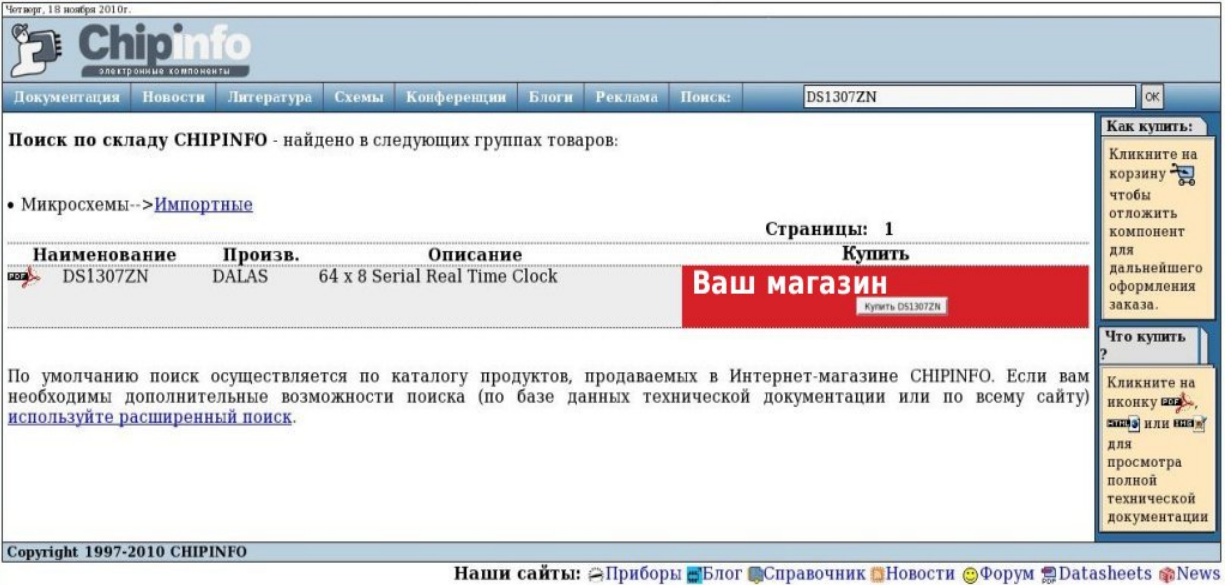 Четверг, 18 ноября 2010г.
Chipinfo
электронные компоненты
Документация Новости Литература Схемы Конференции Блоги Реклама Поиск: DS1307ZN OK
Поиск по складу CHIPINFO - найдено в следующих группах товаров:
• Микросхемы-->Импортные
Страницы: 1
Наименование Произв. Описание Купить
PDF DS1307ZN DALAS 64 x 8 Serial Real Time Clock
Ваш магазин
Купить DS1307ZN
По умолчанию поиск осуществляется по каталогу продуктов, продаваемых в Интернет-магазине CHIPINFO. Если вам
необходимы дополнительные возможности поиска (по базе данных технической документации или по всему сайту)
используйте расширенный поиск.
Как купить:
Кликните на
корзину
чтобы
отложить
компонент
для
дальнейшего
оформления
заказа.
Что купить
?
Кликните на
иконку PDF,
HTML или IMG
для
просмотра
полной
технической
документации
Copyright 1997-2010 CHIPINFO
Наши сайты: Приборы Блог Справочник Новости Форум PDF Datasheets News